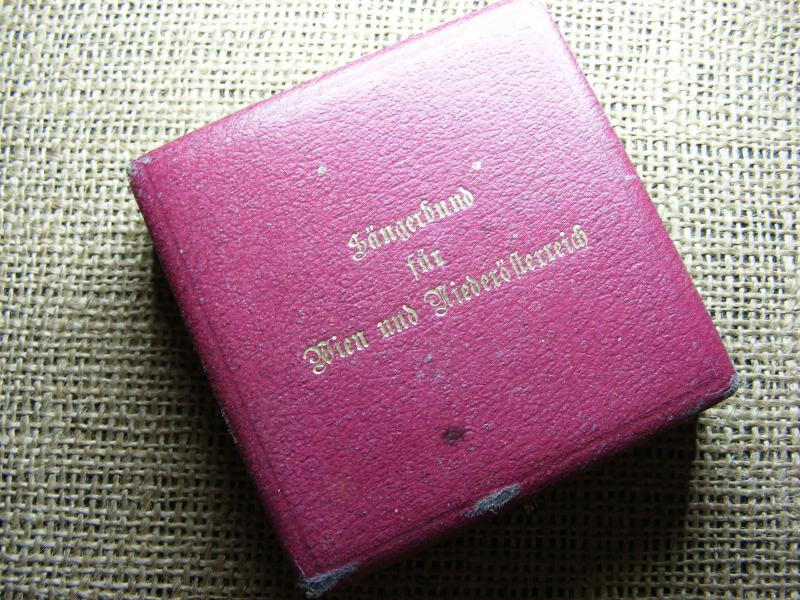 Sängerbund
für
Wien und Niederösterreich